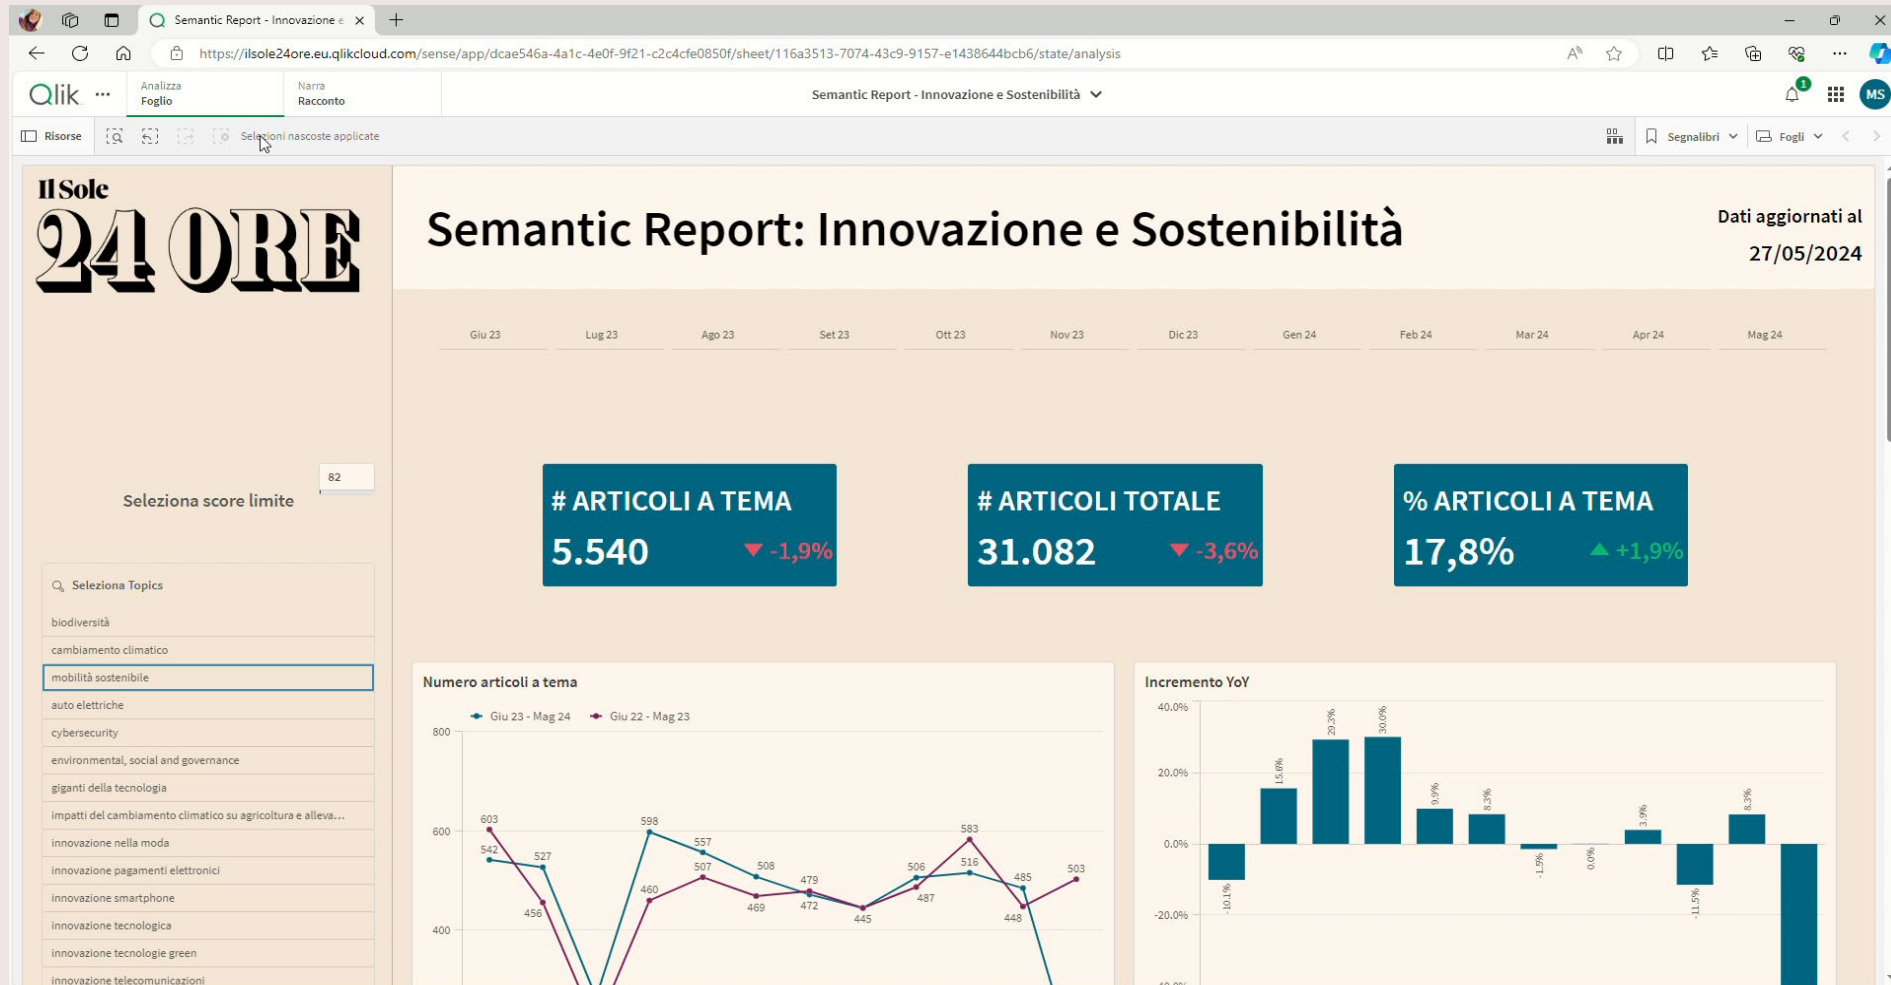 Semantic Report - Innovazione e
https://ilsole24ore.eu.qlikcloud.com/sense/app/dcae546a-4a1c-4e0f-9f21-c2c4cfe0850f/sheet/116a3513-7074-43c9-9157-e1438644bcb6/state/analysis
Qlik
Analizza
Foglio
Narra
Racconto
Semantic Report - Innovazione e Sostenibilità
1
MS
Risorse
Selezioni nascoste applicate
Segnalibri
Fogli
Il Sole
24 ORE
Semantic Report: Innovazione e Sostenibilità
Dati aggiornati al
27/05/2024
Giu 23 Lug 23 Ago 23 Set 23 Ott 23 Nov 23 Dic 23 Gen 24 Feb 24 Mar 24 Apr 24 Mag 24
82
Seleziona score limite
# ARTICOLI A TEMA
5.540 -1,9%
# ARTICOLI TOTALE
31.082 -3,6%
% ARTICOLI A TEMA
17,8% +1,9%
Seleziona Topics
biodiversità
cambiamento climatico
mobilità sostenibile
auto elettriche
cybersecurity
environmental, social and governance
giganti della tecnologia
impatti del cambiamento climatico su agricoltura e alleva...
innovazione nella moda
innovazione pagamenti elettronici
innovazione smartphone
innovazione tecnologica
innovazione tecnologie green
innovazione telecomunicazioni
Numero articoli a tema
Giu 23 - Mag 24 Giu 22 - Mag 23
800
600
400
603
542
527
456
598
460
557
507
508
469
479
472
445
506
487
583
516
485
448
503
Incremento YoY
40.0%
20.0%
0.0%
-20.0%
-10.1%
15.6%
29.3%
30.0%
9.9%
8.3%
-1.5%
0.0%
3.9%
-11.5%
8.3%